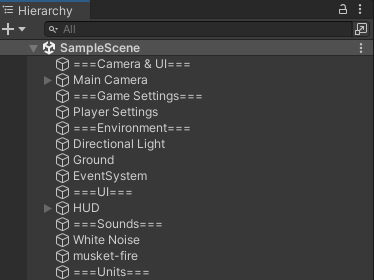 Hierarchy
All
SampleScene
===Camera & UI===
Main Camera
===Game Settings===
Player Settings
===Environment===
Directional Light
Ground
EventSystem
===UI===
HUD
===Sounds===
White Noise
musket-fire
===Units===